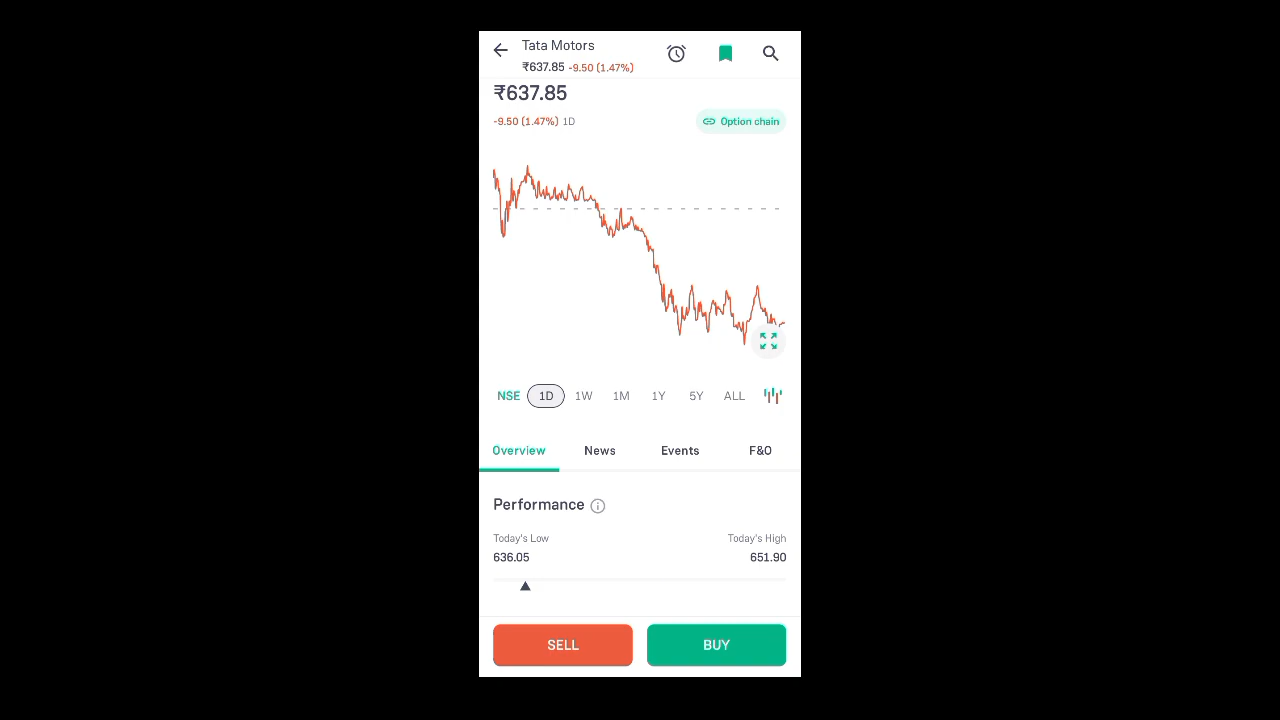 Tata Motors
₹637.85 -9.50 (1.47%)
₹637.85
-9.50 (1.47%) 1D
Option chain
NSE 1D 1W 1M 1Y 5Y ALL
Overview News Events F&O
Performance
Today's Low Today's High
636.05 651.90
SELL BUY